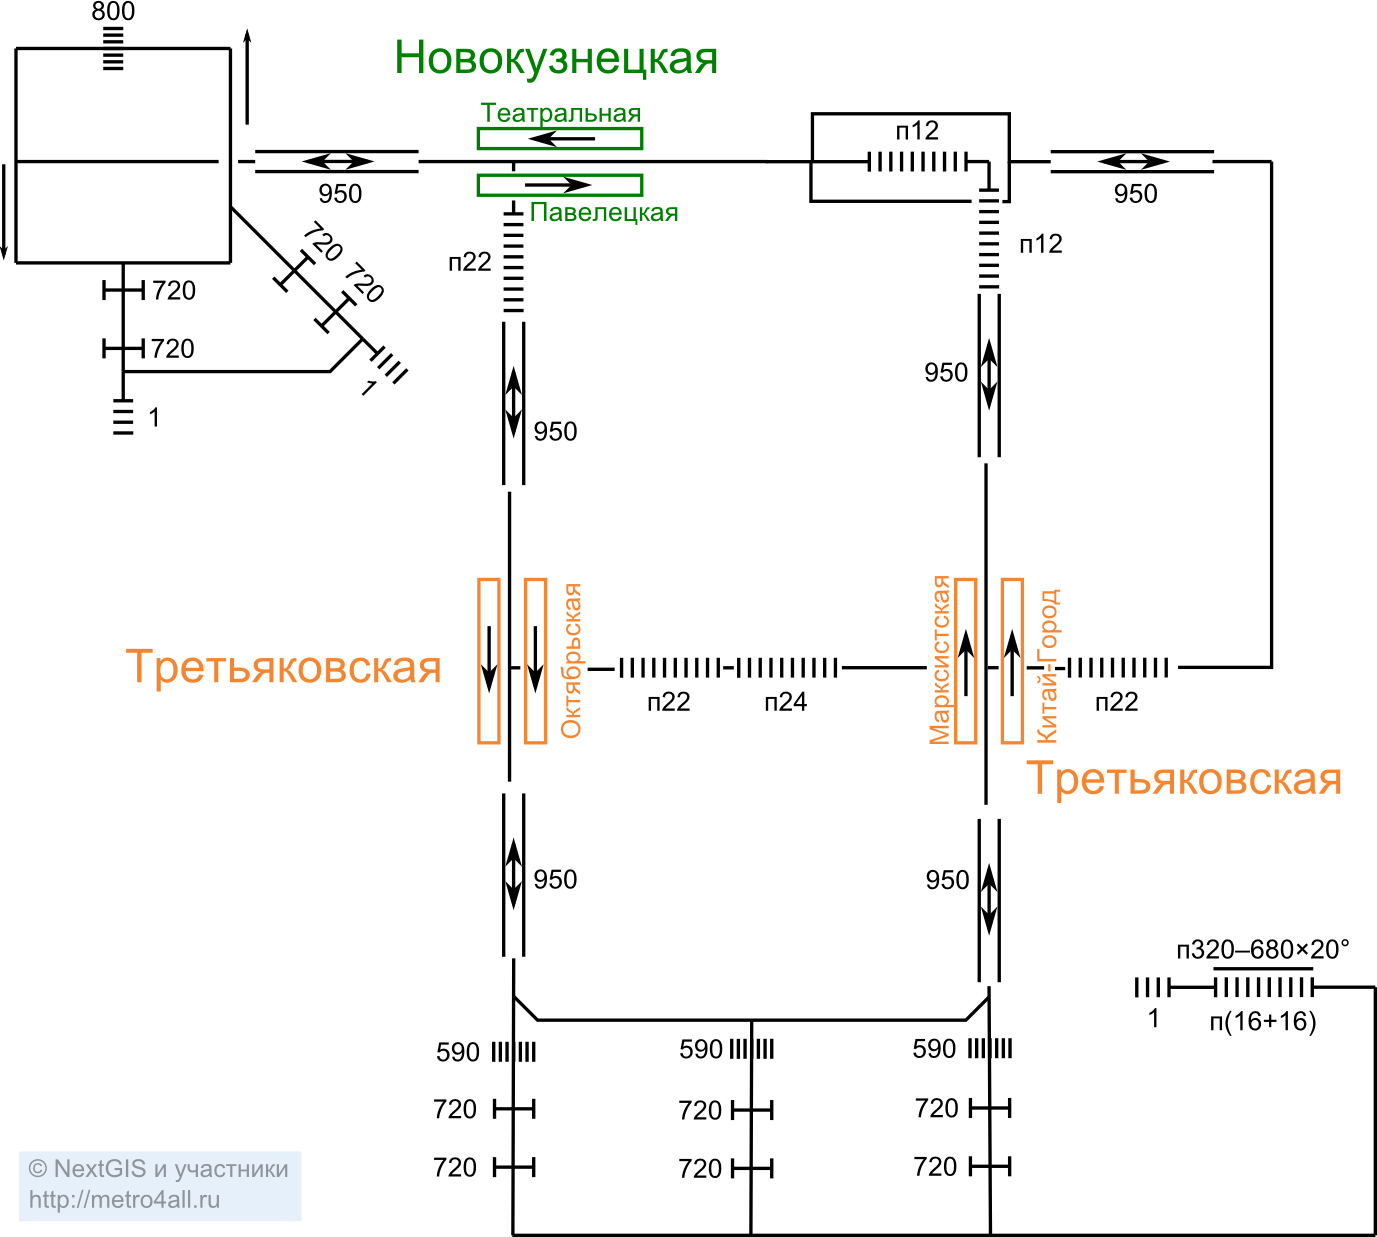 800
Новокузнецкая
Театральная
п12
950
950
Павелецкая
720
п22
п12
720
720
950
720
1
1
950
Третьяковская
Октябрьская
п22
п24
Марксистская
Китай-Город
п22
Третьяковская
950
950
п320–680×20°
1
п(16+16)
590
590
590
720
720
720
720
720
720
© NextGIS и участники
http://metro4all.ru